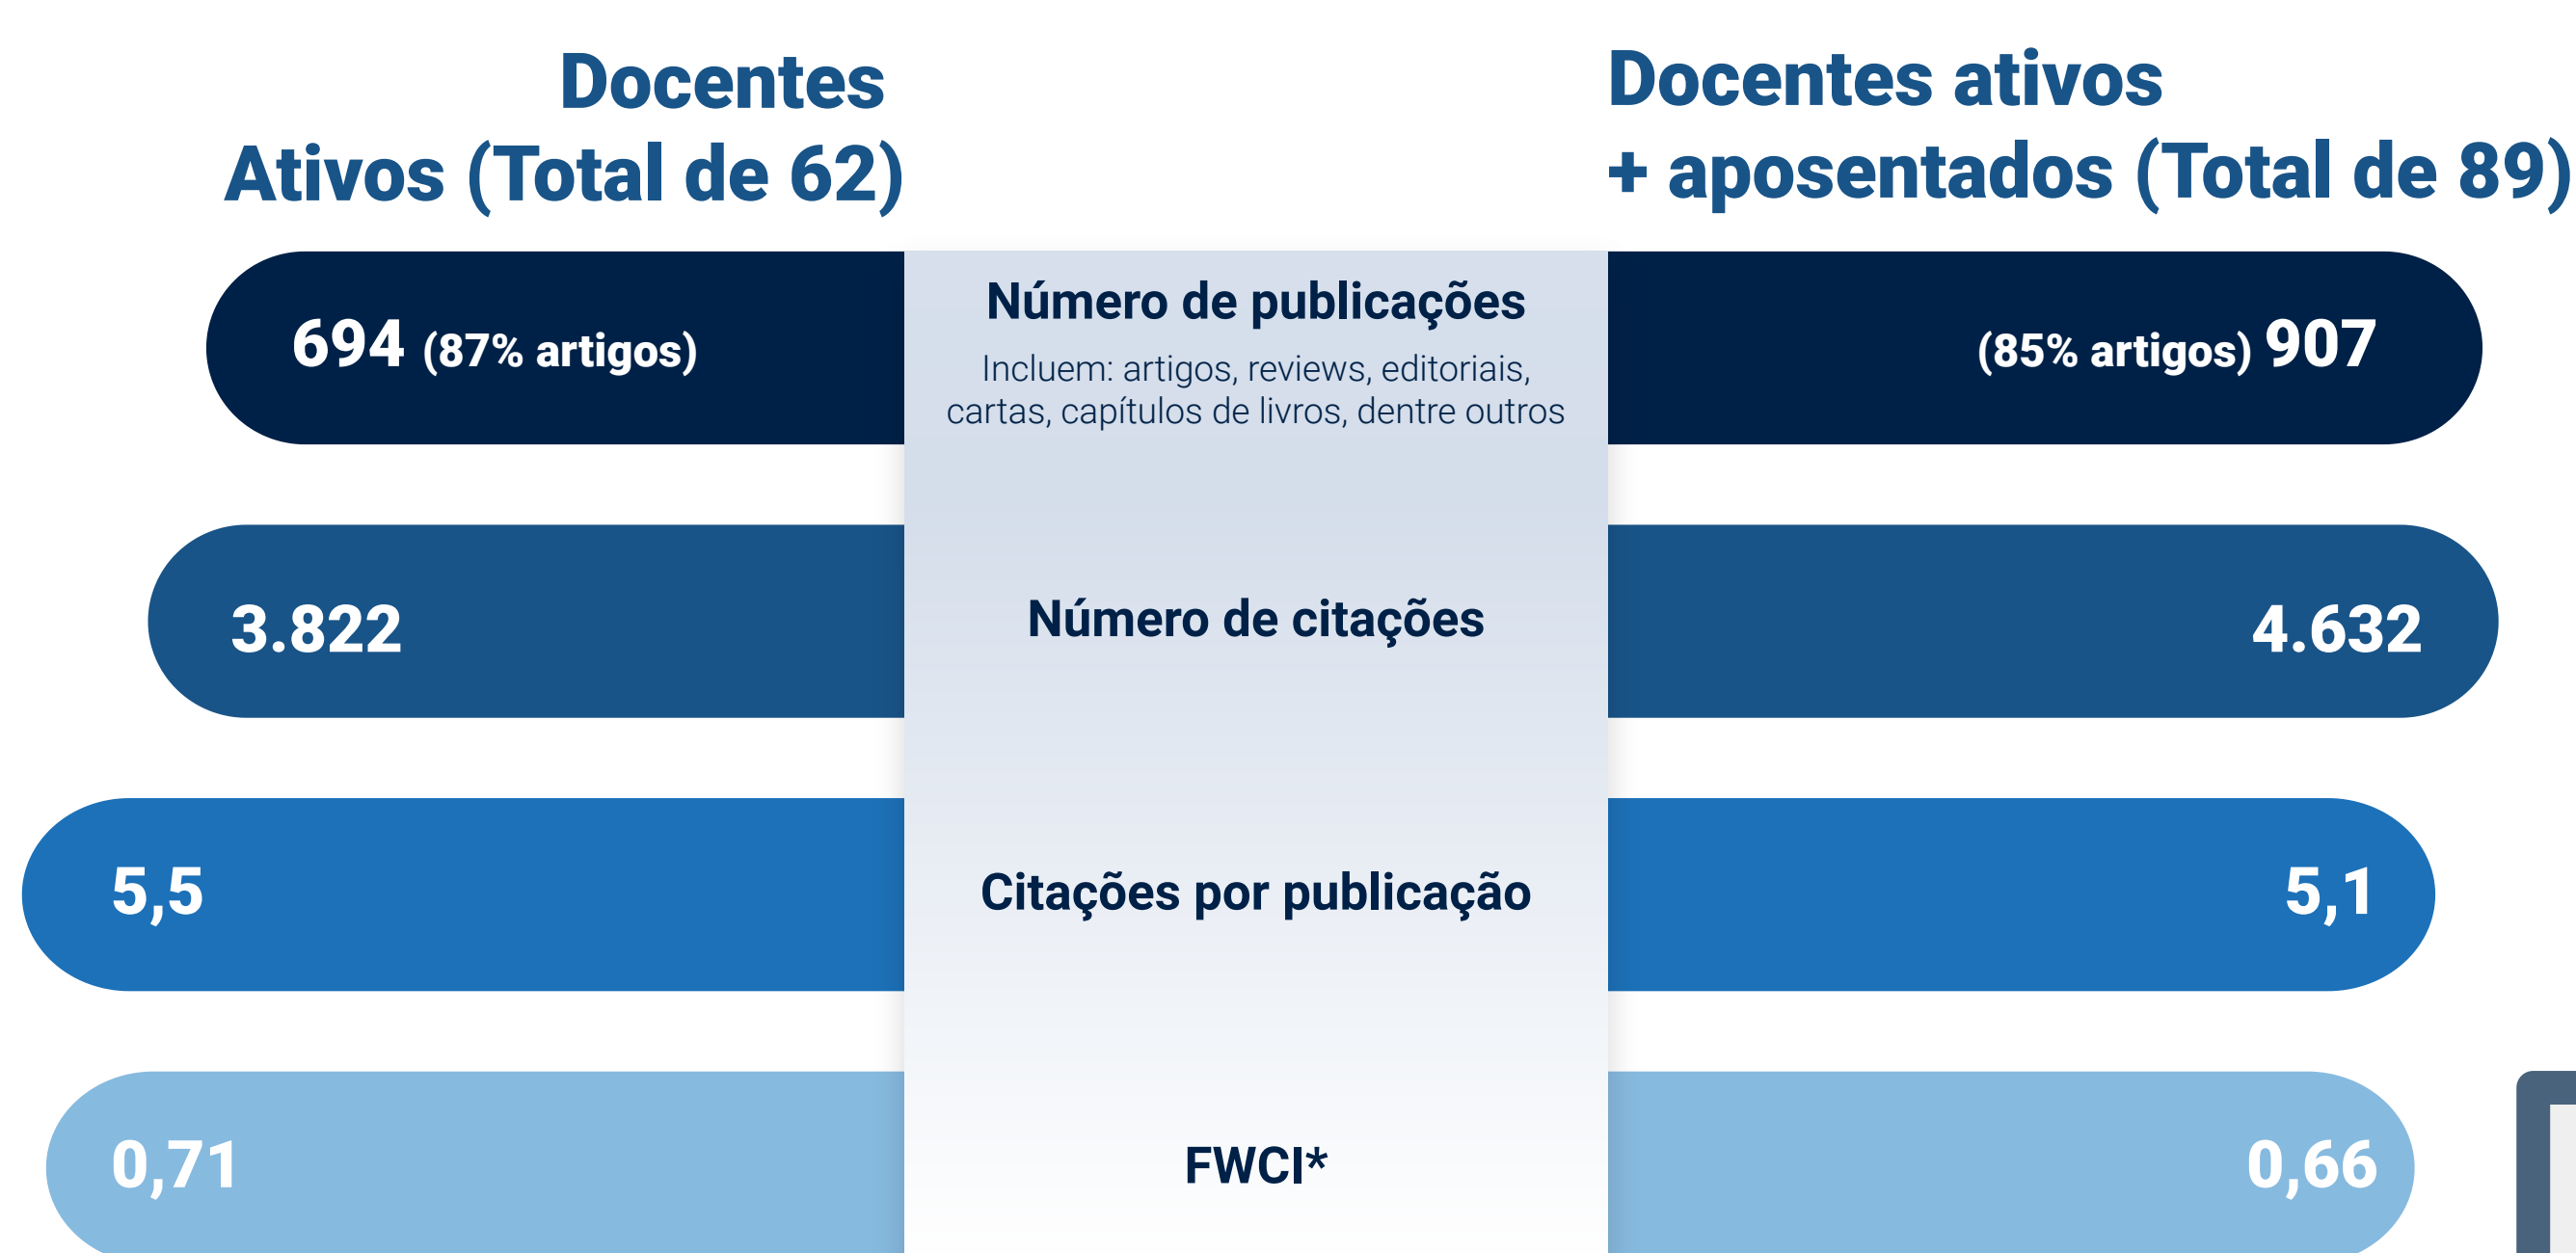 Docentes
Ativos (Total de 62)
Docentes ativos
+ aposentados (Total de 89)
694 (87% artigos)
Número de publicações
Incluem: artigos, reviews, editoriais,
cartas, capítulos de livros, dentre outros
(85% artigos) 907
3.822
Número de citações
4.632
5,5
Citações por publicação
5,1
0,71
FWCI*
0,66